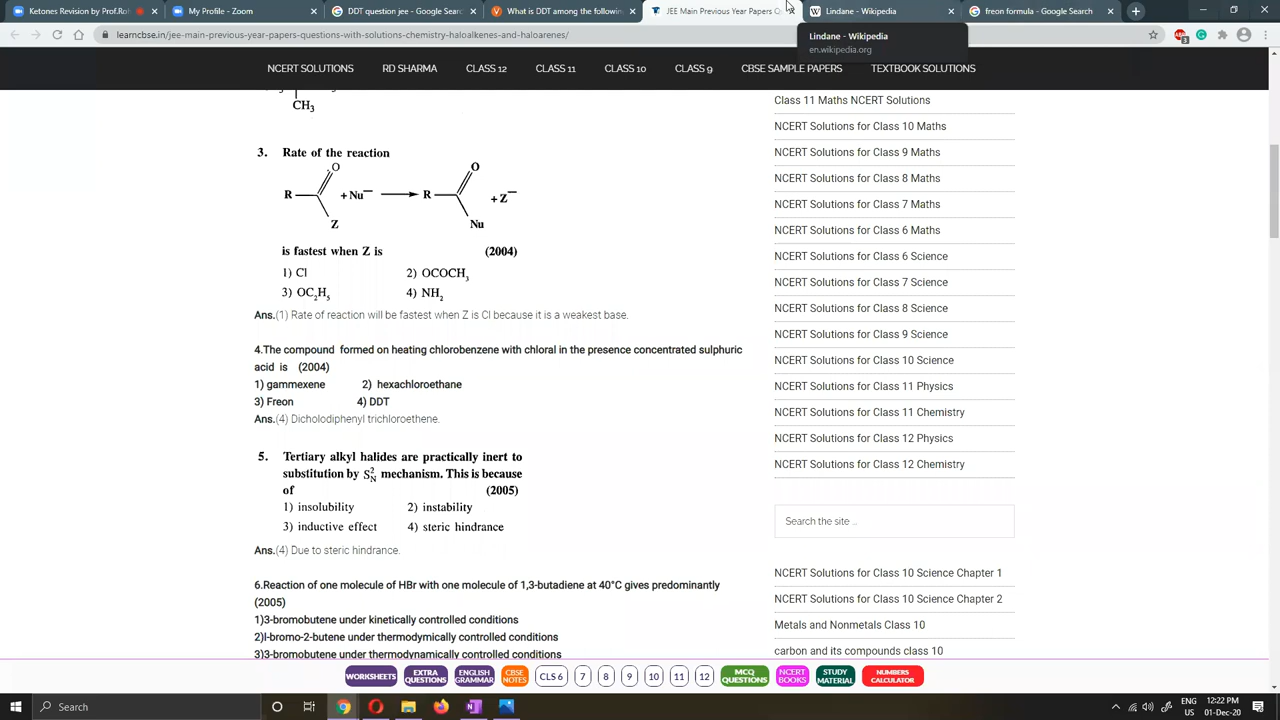 Ketones Revision by Prof.Roh
My Profile - Zoom
DDT question - Google Search
What is DDT among the followin
JEE Main Previous Year Papers Q
Lindane - Wikipedia
freon formula - Google Search
learncbse.in/jee-main-previous-year-papers-questions-with-solutions-chemistry-haloalkenes-and-haloarenes/
Lindane - Wikipedia
en.wikipedia.org
NCERT SOLUTIONS RD SHARMA CLASS 12 CLASS 11 CLASS 10 CLASS 9 CBSE SAMPLE PAPERS TEXTBOOK SOLUTIONS
CH3
3. Rate of the reaction
O O
R + Nu− R + Z−
Z Nu
is fastest when Z is (2004)
1) Cl 2) OCOCH3
3) OC2H5 4) NH2
Ans.(1) Rate of reaction will be fastest when Z is Cl because it is a weakest base.
4.The compound formed on heating chlorobenzene with chloral in the presence concentrated sulphuric
acid is (2004)
1) gammexene 2) hexachloroethane
3) Freon 4) DDT
Ans.(4) Dicholodiphenyl trichloroethene.
5. Tertiary alkyl halides are practically inert to
substitution by S2N mechanism. This is because
of (2005)
1) insolubility 2) instability
3) inductive effect 4) steric hindrance
Ans.(4) Due to steric hindrance.
6.Reaction of one molecule of HBr with one molecule of 1,3-butadiene at 40°C gives predominantly
(2005)
1)3-bromobutene under kinetically controlled conditions
2)l-bromo-2-butene under thermodymically controlled conditions
3)3-bromobutene under thermodynamically controlled conditions
Class 11 Maths NCERT Solutions
NCERT Solutions for Class 10 Maths
NCERT Solutions for Class 9 Maths
NCERT Solutions for Class 8 Maths
NCERT Solutions for Class 7 Maths
NCERT Solutions for Class 6 Maths
NCERT Solutions for Class 6 Science
NCERT Solutions for Class 7 Science
NCERT Solutions for Class 8 Science
NCERT Solutions for Class 9 Science
NCERT Solutions for Class 10 Science
NCERT Solutions for Class 11 Physics
NCERT Solutions for Class 11 Chemistry
NCERT Solutions for Class 12 Physics
NCERT Solutions for Class 12 Chemistry
Search the site ...
NCERT Solutions for Class 10 Science Chapter 1
NCERT Solutions for Class 10 Science Chapter 2
Metals and Nonmetals Class 10
carbon and its compounds class 10
WORKSHEETS
EXTRA QUESTIONS
ENGLISH GRAMMAR
CBSE NOTES
CLS 6 7 8 9 10 11 12
MCQ QUESTIONS
NCERT BOOKS
STUDY MATERIAL
NUMBERS CALCULATOR
Search
ENG 12:22 PM
US 01-Dec-20